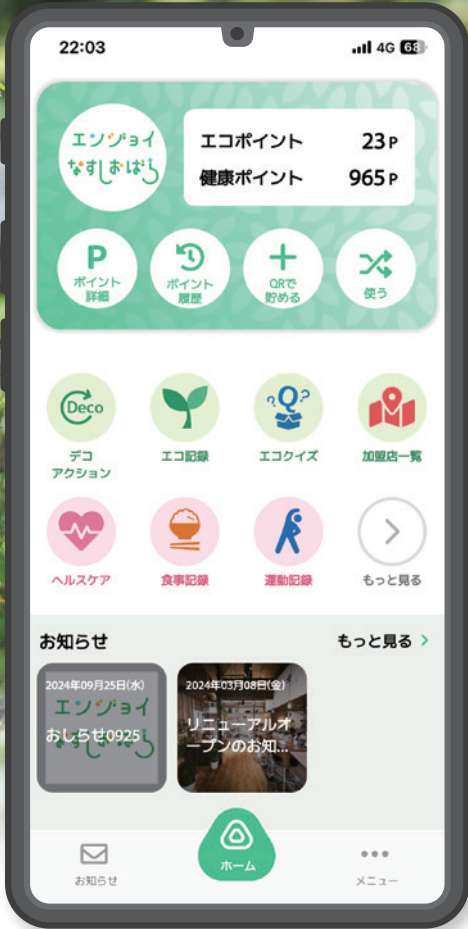 22:03
4G 68
エンジョイ
なすしおばら
エコポイント 23P
健康ポイント 965P
P
ポイント
詳細
ポイント
履歴
QRで
貯める
使う
Deco
?Q?
デコ
アクション
エコ記録
エコクイズ
加盟店一覧
ヘルスケア
食事記録
運動記録
もっと見る
お知らせ
もっと見る
2024年09月25日(水)
エンジョイ
おしらせ0925
なすしおばら
2024年03月08日(金)
リニューアルオ
ープンのお知...
お知らせ
ホーム
メニュー